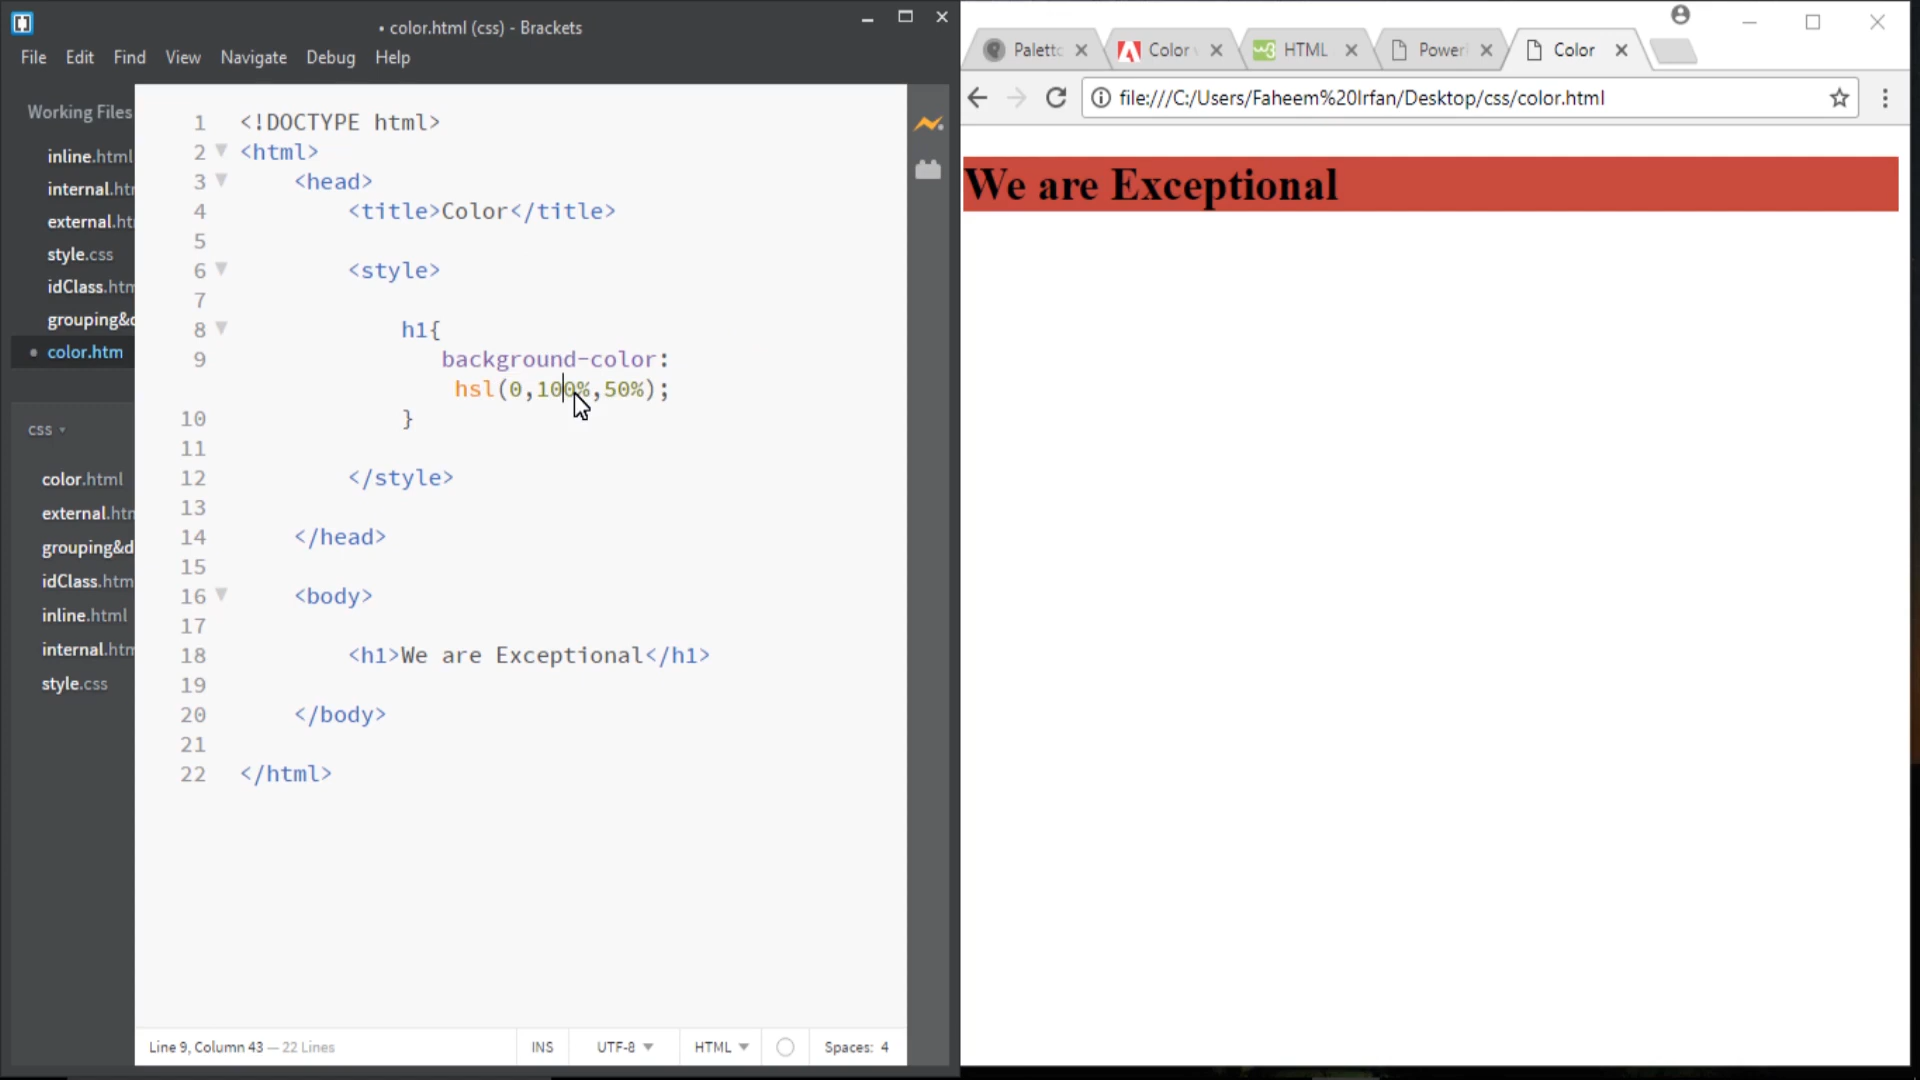 • color.html (css) - Brackets
File Edit Find View Navigate Debug Help
Working Files
inline.html
internal.htm
external.ht
style.css
idClass.htm
grouping&d
• color.htm
css
color.html
external.htm
grouping&d
idClass.htm
inline.html
internal.htm
style.css
1 <!DOCTYPE html>
2 <html>
3 <head>
4 <title>Color</title>
5
6 <style>
7
8 h1{
9 background-color:
hsl(0,100%,50%);
10 }
11
12 </style>
13
14 </head>
15
16 <body>
17
18 <h1>We are Exceptional</h1>
19
20 </body>
21
22 </html>
Line 9, Column 43 — 22 Lines INS UTF-8 HTML Spaces: 4
Paletto Color HTML Poweri Color
file:///C:/Users/Faheem%20Irfan/Desktop/css/color.html
We are Exceptional